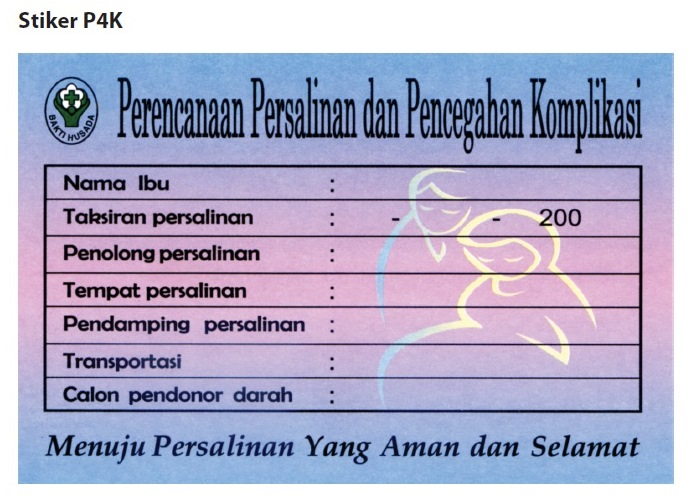 Stiker P4K
BAKTI HUSADA
Perencanaan Persalinan dan Pencegahan Komplikasi
Nama Ibu :
Taksiran persalinan : - - 200
Penolong persalinan :
Tempat persalinan :
Pendamping persalinan :
Transportasi :
Calon pendonor darah :
Menuju Persalinan Yang Aman dan Selamat